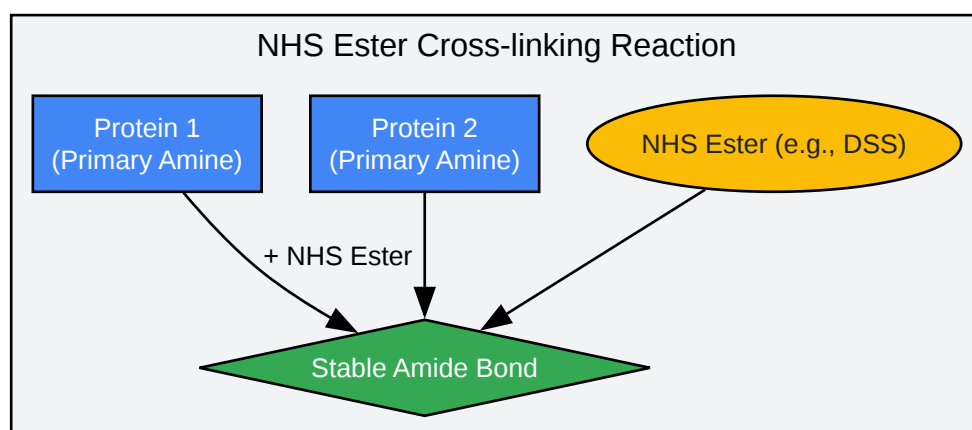 NHS Ester Cross-linking Reaction
Protein 1
(Primary Amine)
Protein 2
(Primary Amine)
NHS Ester (e.g., DSS)
+ NHS Ester
Stable Amide Bond